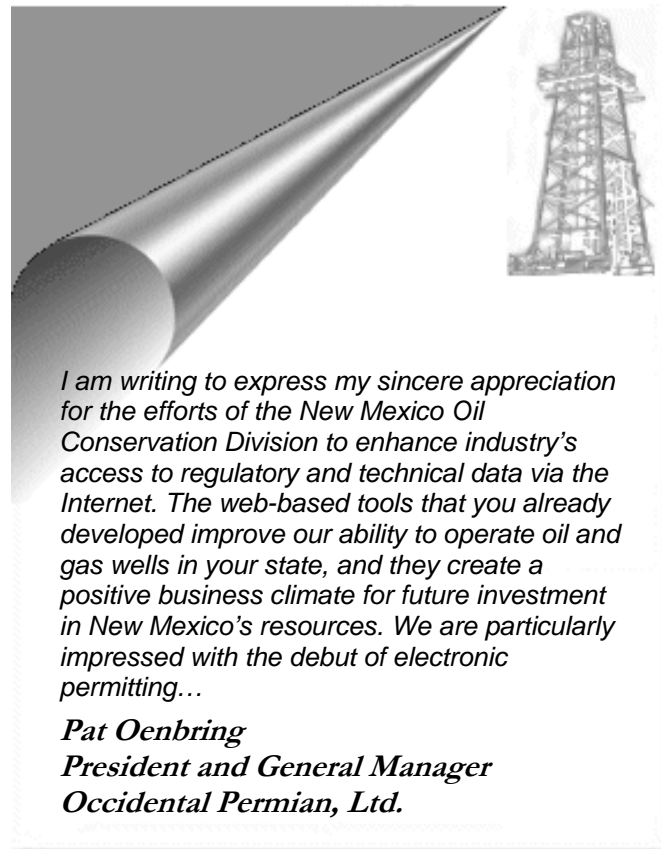 I am writing to express my sincere appreciation
for the efforts of the New Mexico Oil
Conservation Division to enhance industry’s
access to regulatory and technical data via the
Internet. The web-based tools that you already
developed improve our ability to operate oil and
gas wells in your state, and they create a
positive business climate for future investment
in New Mexico’s resources. We are particularly
impressed with the debut of electronic
permitting…
Pat Oenbring
President and General Manager
Occidental Permian, Ltd.